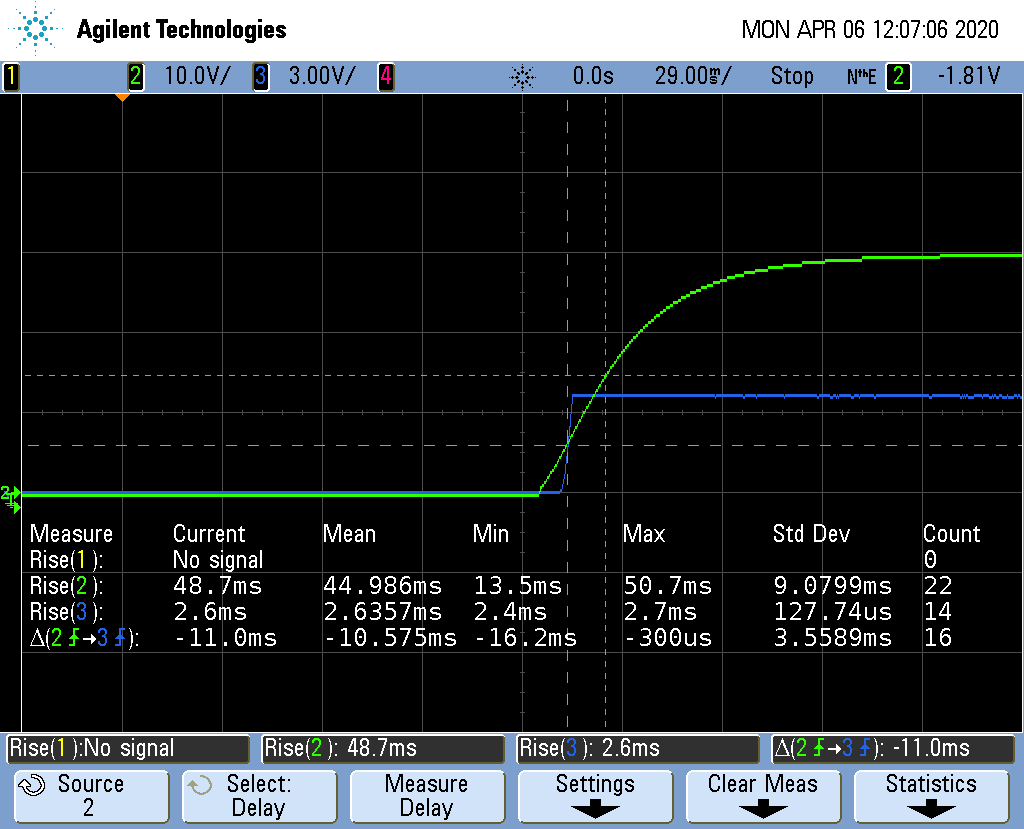 Agilent Technologies MON APR 06 12:07:06 2020
1 2 10.0V/ 3 3.00V/ 4 0.0s 29.00ms/ Stop NthE 2 -1.81V
2
Measure Current Mean Min Max Std Dev Count
Rise(1): No signal 0
Rise(2): 48.7ms 44.986ms 13.5ms 50.7ms 9.0799ms 22
Rise(3): 2.6ms 2.6357ms 2.4ms 2.7ms 127.74us 14
Δ(2→3): -11.0ms -10.575ms -16.2ms -300us 3.5589ms 16
Rise(1):No signal Rise(2): 48.7ms Rise(3): 2.6ms Δ(2→3): -11.0ms
Source Select: Measure Settings Clear Meas Statistics
2 Delay Delay